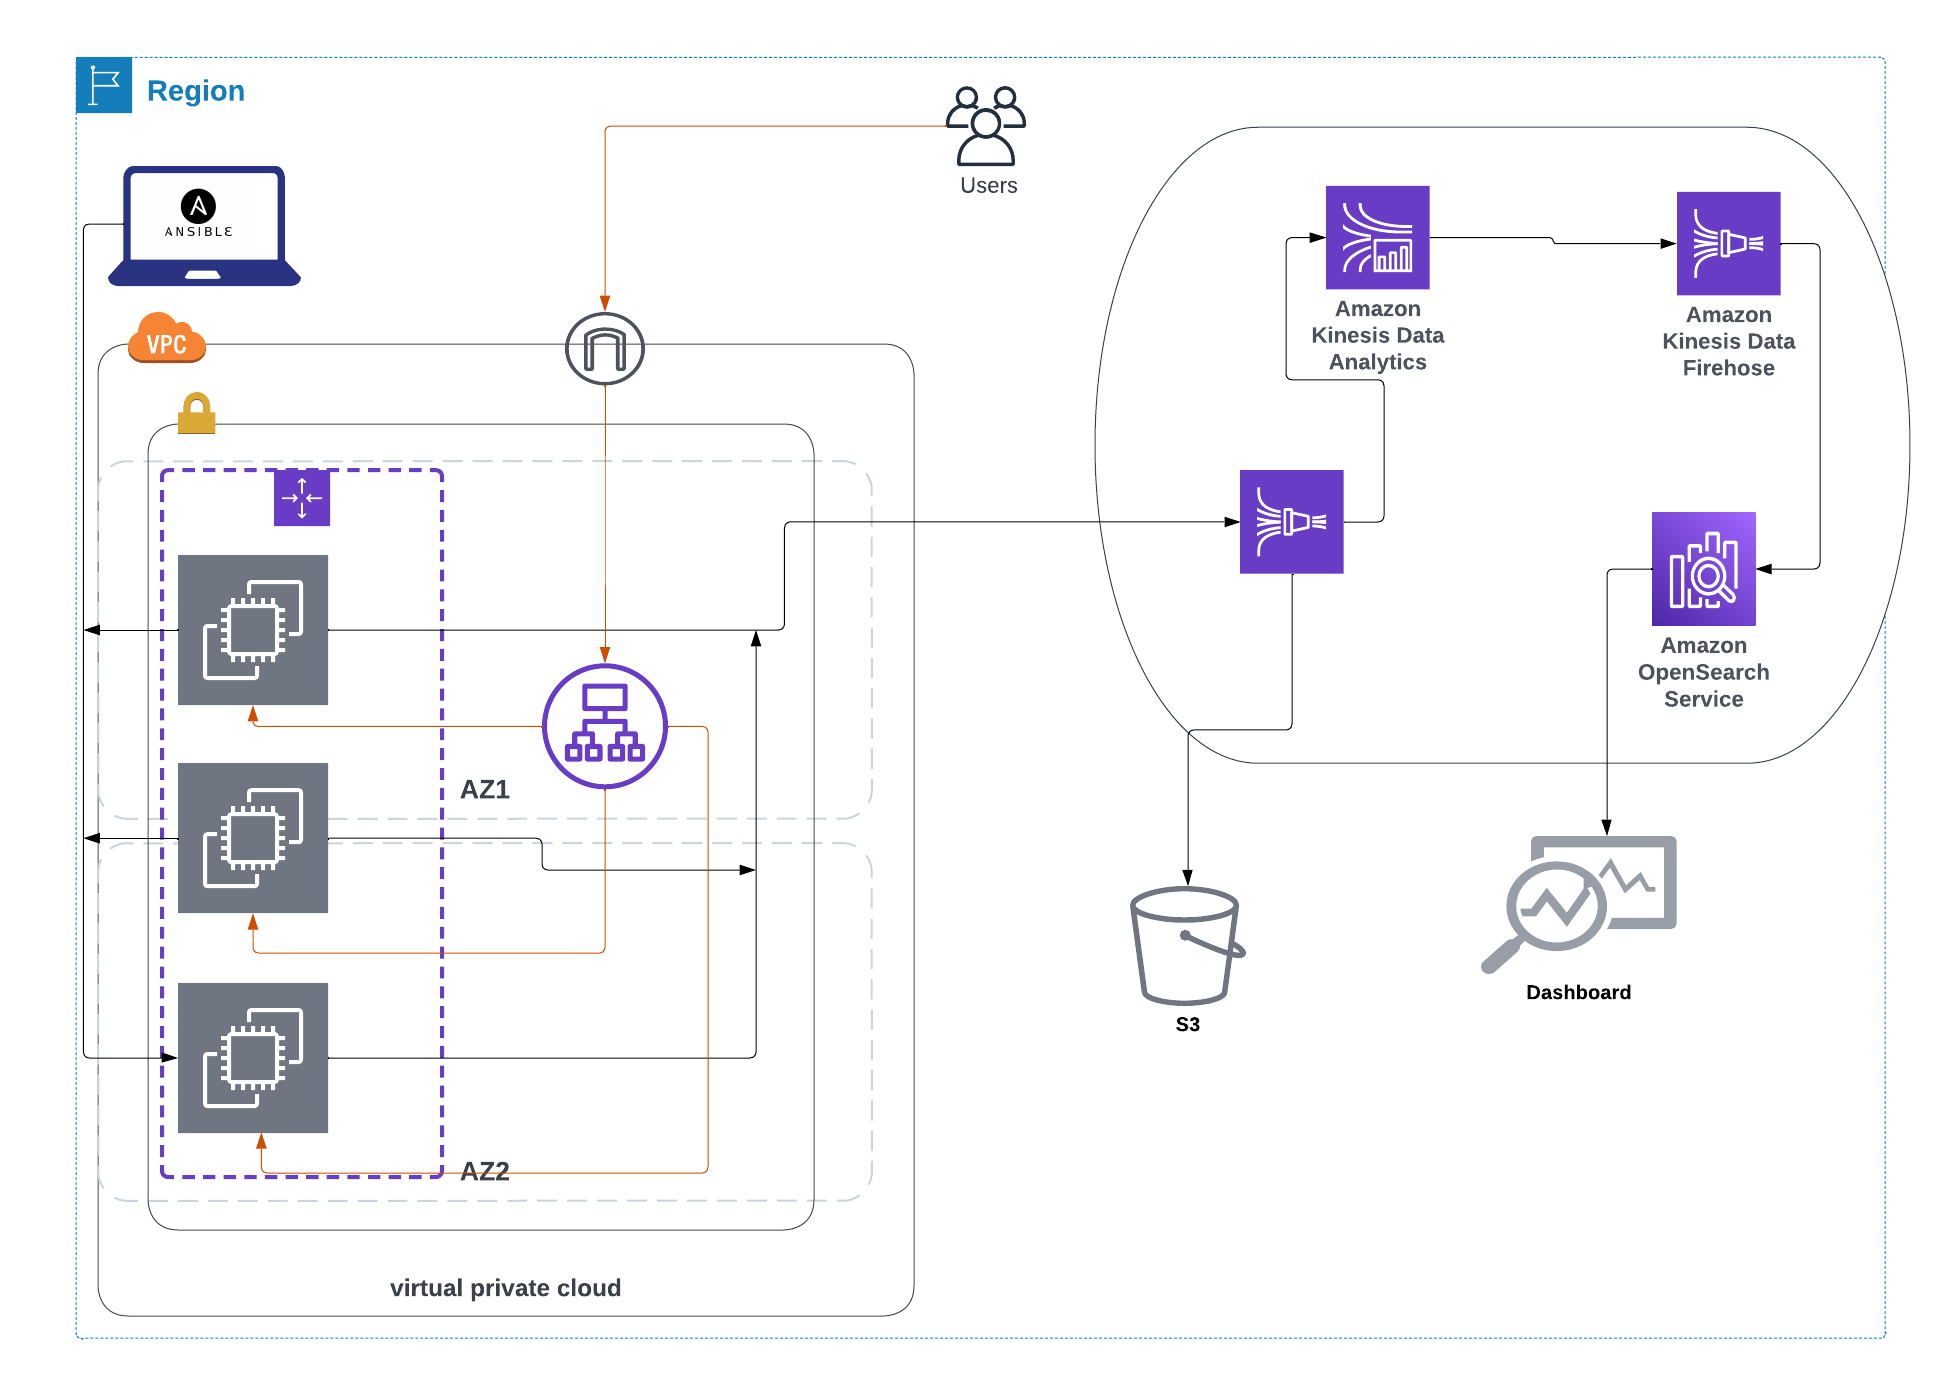 Region
Users
ANSIBLE
VPC
Amazon
Kinesis Data
Analytics
Amazon
Kinesis Data
Firehose
Amazon
OpenSearch
Service
AZ1
AZ2
Dashboard
S3
virtual private cloud